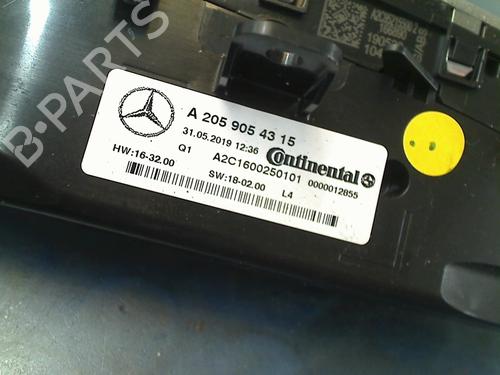 A 205 905 43 15
31.05.2019 12:36
Q1
Continental
HW:16-32.00
A2C1600250101 0000012855
SW:18-02.00
L4
B-PARTS